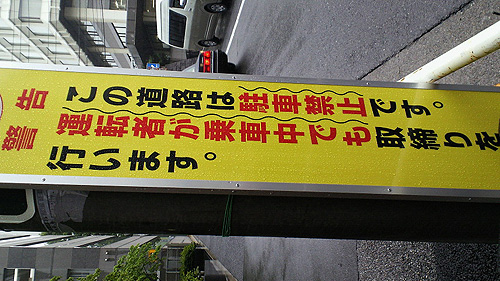 警告
この道路は駐車禁止です。
運転者が乗車中でも取締りを
行います。